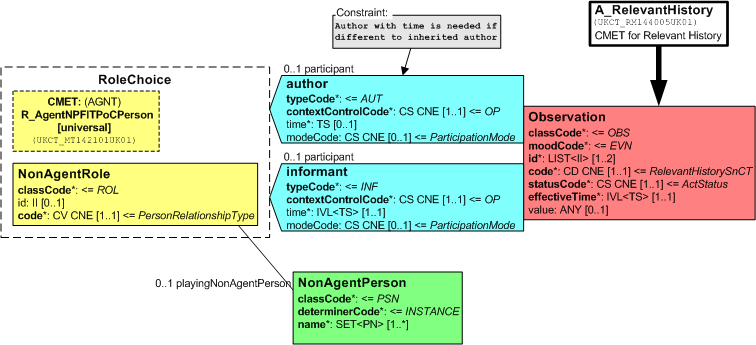 Constraint:
Author with time is needed if
different to inherited author
A_RelevantHistory
(UKCT_RM144005UK01)
CMET for Relevant History
RoleChoice
CMET: (AGNT)
R_AgentNPFITPoCPerson
[universal]
(UKCT_MT142101UK01)
NonAgentRole
classCode*: <= ROL
id: II [0..1]
code*: CV CNE [1..1] <= PersonRelationshipType
0..1 participant
author
typeCode*: <= AUT
contextControlCode*: CS CNE [1..1] <= OP
time*: TS [0..1]
modeCode: CS CNE [0..1] <= ParticipationMode
0..1 participant
informant
typeCode*: <= INF
contextControlCode*: CS CNE [1..1] <= OP
time*: IVL<TS> [1..1]
modeCode: CS CNE [0..1] <= ParticipationMode
Observation
classCode*: <= OBS
moodCode*: <= EVN
id*: LIST<II> [1..2]
code*: CD CNE [1..1] <= RelevantHistorySnCT
statusCode*: CS CNE [1..1] <= ActStatus
effectiveTime*: IVL<TS> [1..1]
value: ANY [0..1]
0..1 playingNonAgentPerson
NonAgentPerson
classCode*: <= PSN
determinerCode*: <= INSTANCE
name*: SET<PN> [1..*]